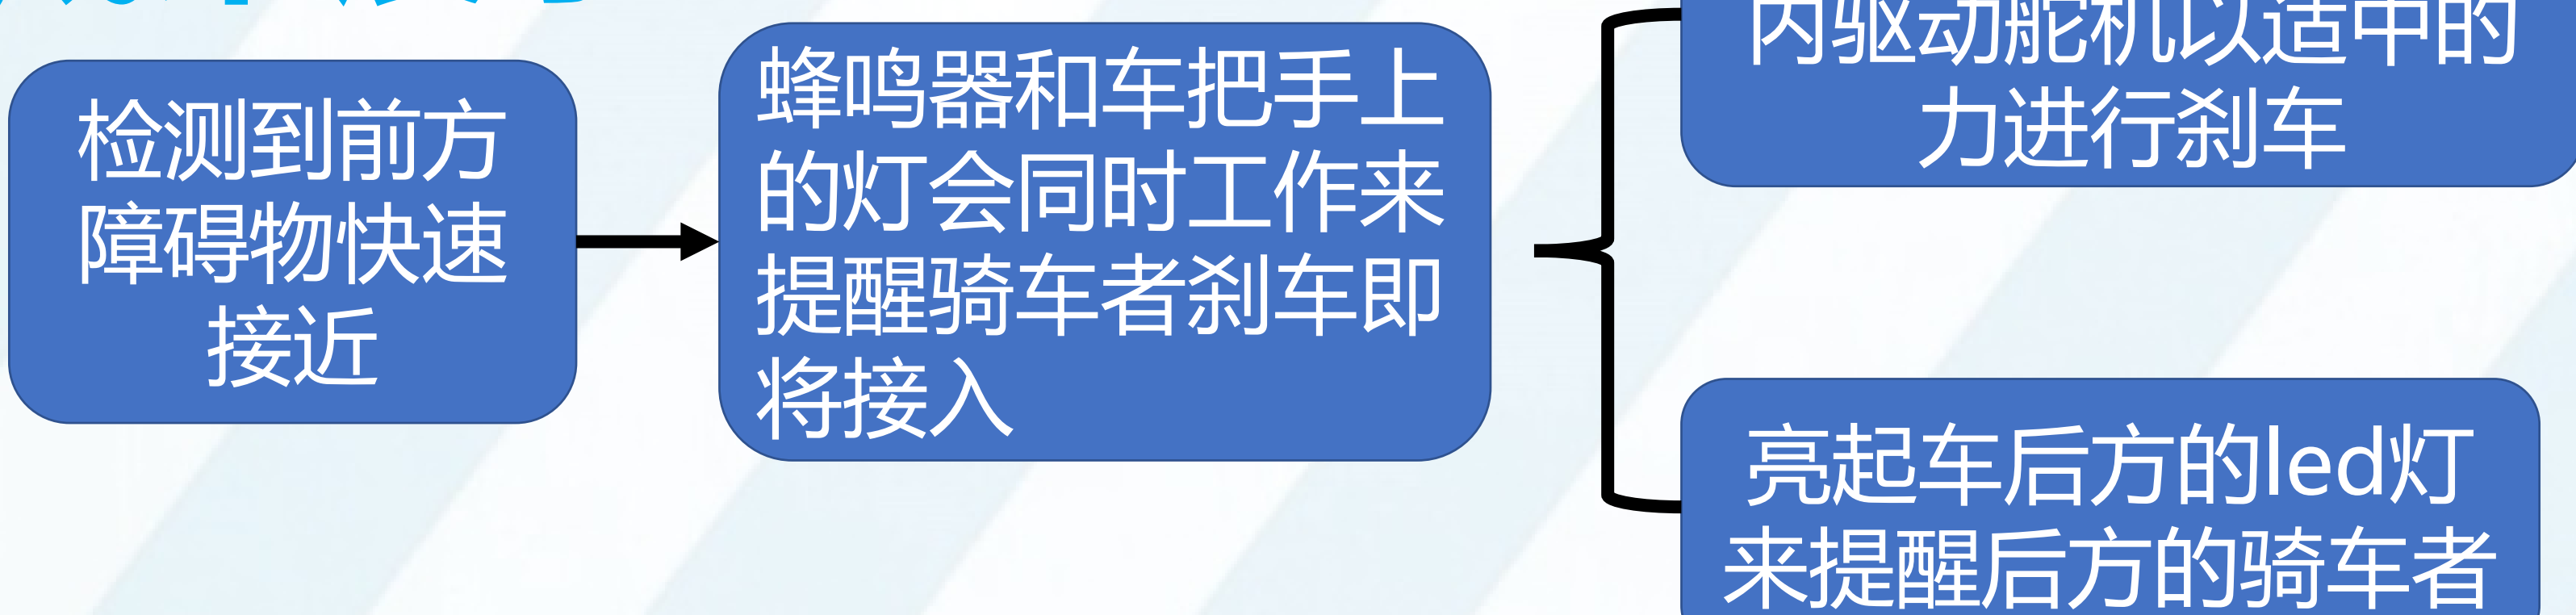 检测到前方
障碍物快速
接近
蜂鸣器和车把手上
的灯会同时工作来
提醒骑车者刹车即
将接入
内驱动舵机以适中的
力进行刹车
亮起车后方的led灯
来提醒后方的骑车者